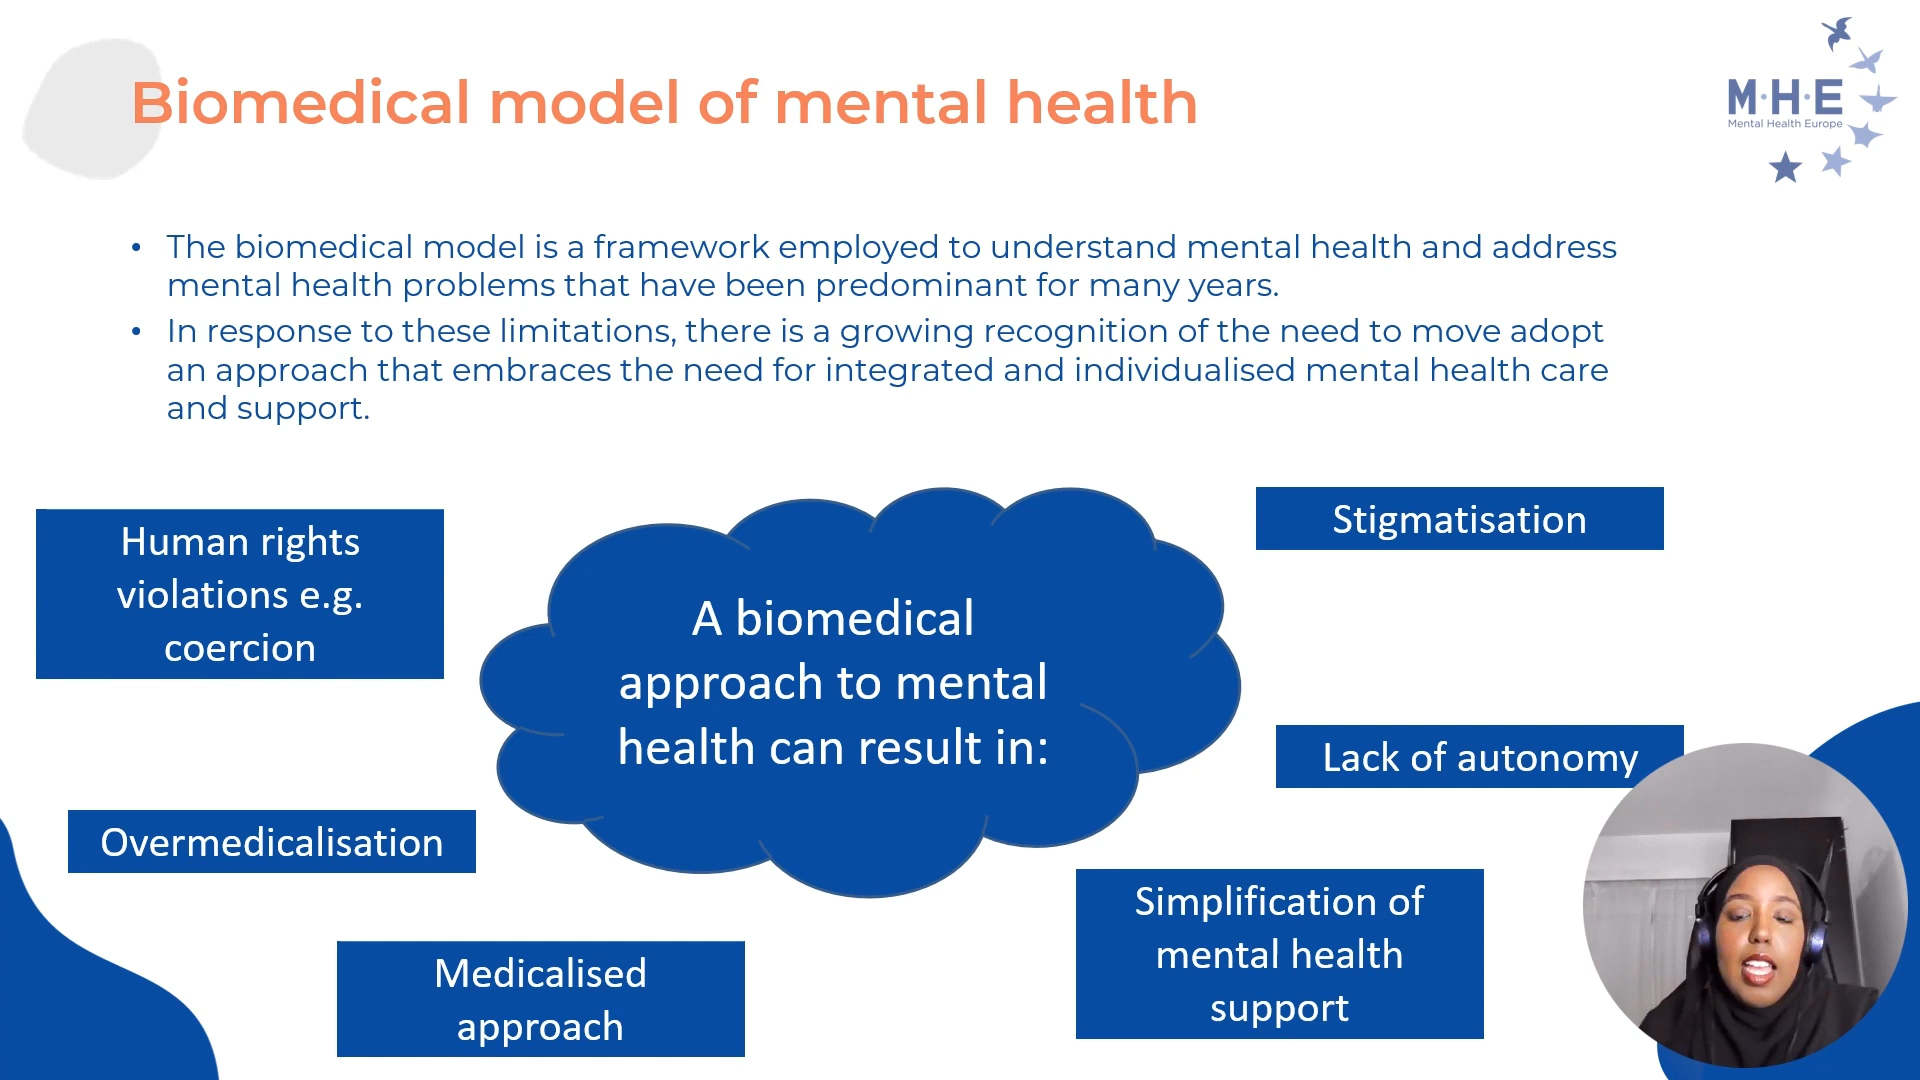 Biomedical model of mental health
M·H·E
Mental Health Europe
• The biomedical model is a framework employed to understand mental health and address
mental health problems that have been predominant for many years.
• In response to these limitations, there is a growing recognition of the need to move adopt
an approach that embraces the need for integrated and individualised mental health care
and support.
Human rights
violations e.g.
coercion
A biomedical
approach to mental
health can result in:
Stigmatisation
Lack of autonomy
Overmedicalisation
Simplification of
mental health
support
Medicalised
approach